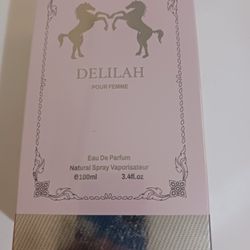 DELILAH
POUR FEMME
Eau De Parfum
Natural Spray Vaporisateur
℮100ml 3.4fl.oz